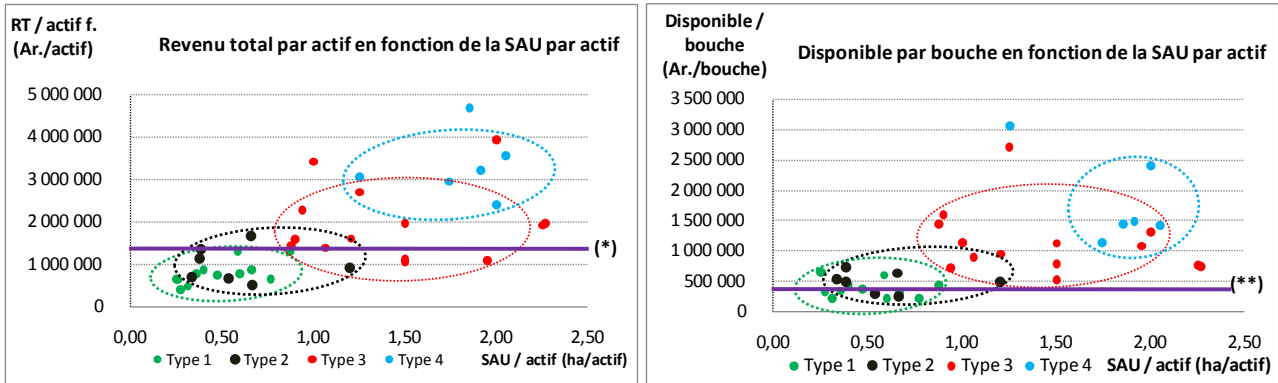 RT / actif f.
(Ar./actif)
Revenu total par actif en fonction de la SAU par actif
5 000 000
4 000 000
3 000 000
2 000 000
1 000 000
0
(*)
0,00 0,50 1,00 1,50 2,00 2,50
Type 1 Type 2 Type 3 Type 4 SAU / actif (ha/actif)
Disponible /
bouche
(Ar./bouche)
Disponible par bouche en fonction de la SAU par actif
3 500 000
3 000 000
2 500 000
2 000 000
1 500 000
1 000 000
500 000
0
(**)
0,00 0,50 1,00 1,50 2,00 2,50
Type 1 Type 2 Type 3 Type 4 SAU / actif (ha/actif)